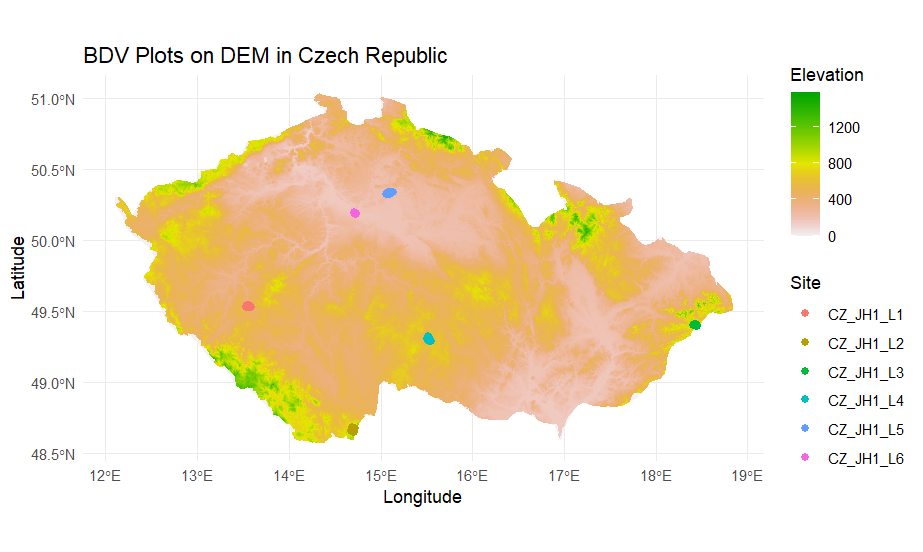 BDV Plots on DEM in Czech Republic
Latitude
51.0°N
50.5°N
50.0°N
49.5°N
49.0°N
48.5°N
12°E
13°E
14°E
15°E
16°E
17°E
18°E
19°E
Longitude
Elevation
1200
800
400
0
Site
CZ_JH1_L1
CZ_JH1_L2
CZ_JH1_L3
CZ_JH1_L4
CZ_JH1_L5
CZ_JH1_L6